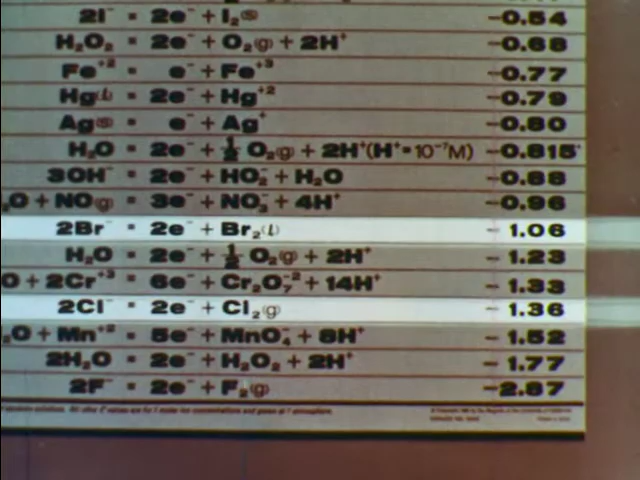 2I⁻ = 2e⁻ + I₂(s) −0.54
H₂O₂ = 2e⁻ + O₂(g) + 2H⁺ −0.68
Fe⁺² = e⁻ + Fe⁺³ −0.77
Hg(l) = 2e⁻ + Hg⁺² −0.79
Ag(s) = e⁻ + Ag⁺ −0.80
H₂O = 2e⁻ + ½ O₂(g) + 2H⁺(H⁺=10⁻⁷M) −0.815
3OH⁻ = 2e⁻ + HO₂⁻ + H₂O −0.88
₂O + NO(g) = 3e⁻ + NO₃⁻ + 4H⁺ −0.96
2Br⁻ = 2e⁻ + Br₂(l) − 1.06
H₂O = 2e⁻ + ½ O₂(g) + 2H⁺ − 1.23
O + 2Cr⁺³ = 6e⁻ + Cr₂O₇⁻² + 14H⁺ − 1.33
2Cl⁻ = 2e⁻ + Cl₂(g) − 1.36
₂O + Mn⁺² = 5e⁻ + MnO₄⁻ + 8H⁺ − 1.52
2H₂O = 2e⁻ + H₂O₂ + 2H⁺ − 1.77
2F⁻ = 2e⁻ + F₂(g) −2.87